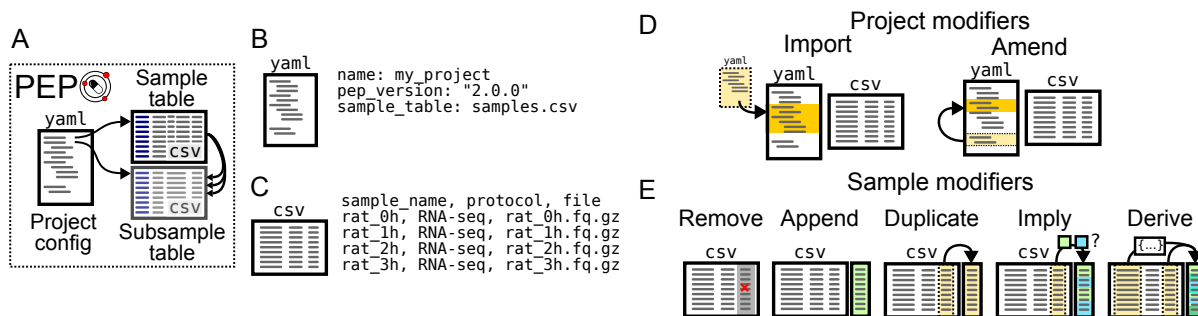 A
PEP
Sample
table
yaml
csv
csv
Project
config
Subsample
table
B
yaml
name: my_project
pep_version: "2.0.0"
sample_table: samples.csv
C
csv
sample_name, protocol, file
rat_0h, RNA-seq, rat_0h.fq.gz
rat_1h, RNA-seq, rat_1h.fq.gz
rat_2h, RNA-seq, rat_2h.fq.gz
rat_3h, RNA-seq, rat_3h.fq.gz
D
Project modifiers
Import
Amend
yaml
yaml
csv
yaml
csv
E
Sample modifiers
Remove
Append
Duplicate
Imply
Derive
csv
csv
csv
csv
?
{...}
csv